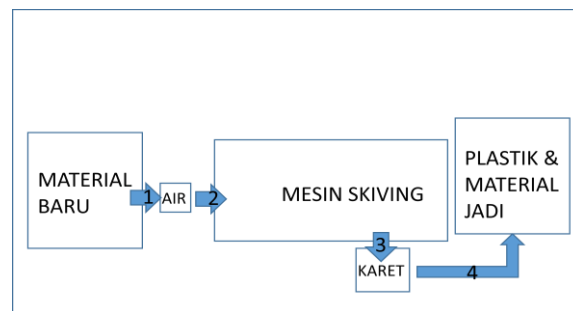 MATERIAL
BARU
1
AIR
2
MESIN SKIVING
3
KARET
4
PLASTIK &
MATERIAL
JADI